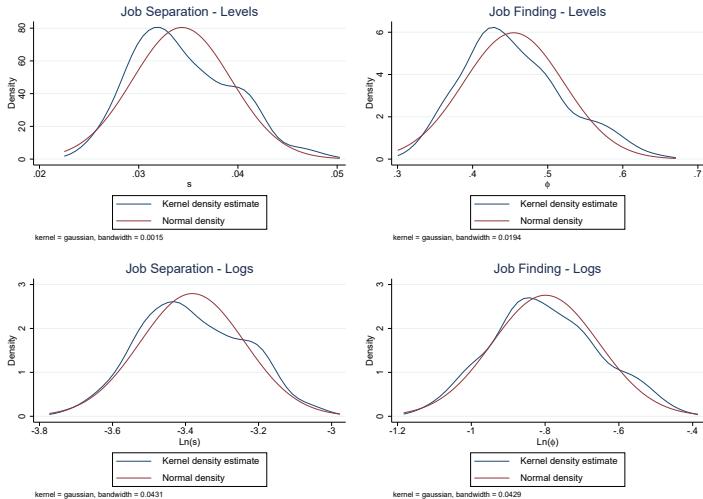 Job Separation - Levels
Density
0
20
40
60
80
.02
.03
.04
.05
s
Kernel density estimate
Normal density
kernel = gaussian, bandwidth = 0.0015
Job Finding - Levels
Density
0
2
4
6
.3
.4
.5
.6
.7
ϕ
Kernel density estimate
Normal density
kernel = gaussian, bandwidth = 0.0194
Job Separation - Logs
Density
0
1
2
3
-3.8
-3.6
-3.4
-3.2
-3
Ln(s)
Kernel density estimate
Normal density
kernel = gaussian, bandwidth = 0.0431
Job Finding - Logs
Density
0
1
2
3
-1.2
-1
-.8
-.6
-.4
Ln(ϕ)
Kernel density estimate
Normal density
kernel = gaussian, bandwidth = 0.0429